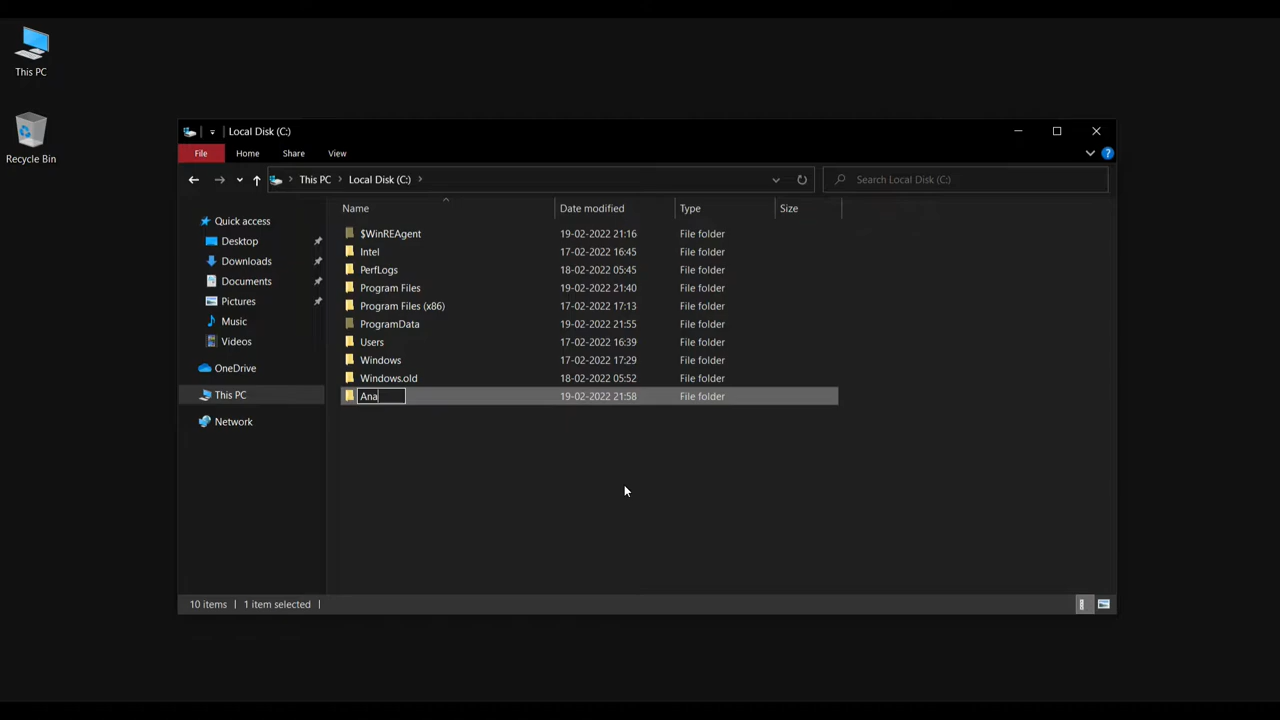 This PC
Recycle Bin
Local Disk (C:)
File Home Share View
This PC Local Disk (C:)
Search Local Disk (C:)
Name Date modified Type Size
Quick access
Desktop
Downloads
Documents
Pictures
Music
Videos
OneDrive
This PC
Network
$WinREAgent 19-02-2022 21:16 File folder
Intel 17-02-2022 16:45 File folder
PerfLogs 18-02-2022 05:45 File folder
Program Files 19-02-2022 21:40 File folder
Program Files (x86) 17-02-2022 17:13 File folder
ProgramData 19-02-2022 21:55 File folder
Users 17-02-2022 16:39 File folder
Windows 17-02-2022 17:29 File folder
Windows.old 18-02-2022 05:52 File folder
Ana 19-02-2022 21:58 File folder
10 items 1 item selected